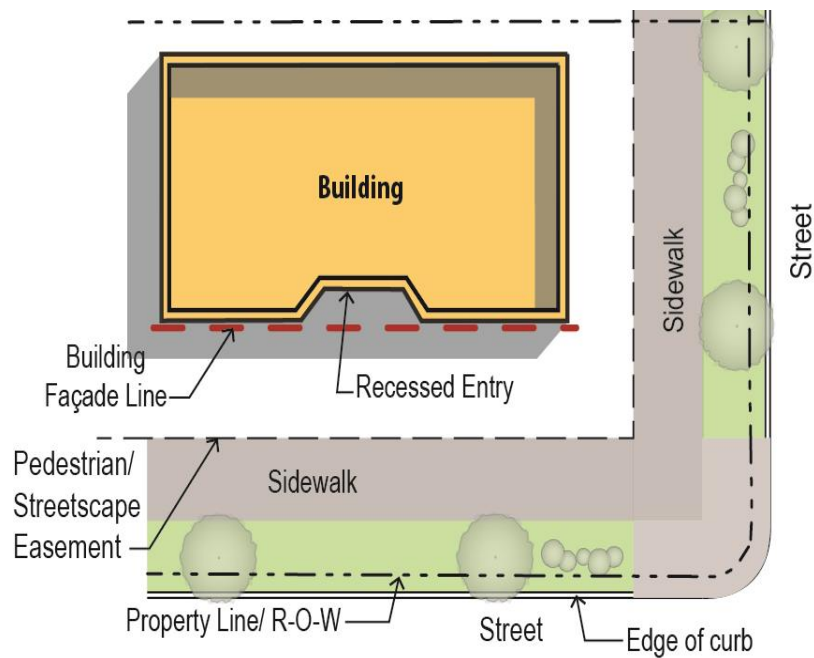 Building
Sidewalk
Street
Building
Façade Line
Recessed Entry
Pedestrian/
Streetscape
Easement
Sidewalk
Property Line/ R-O-W
Street
Edge of curb